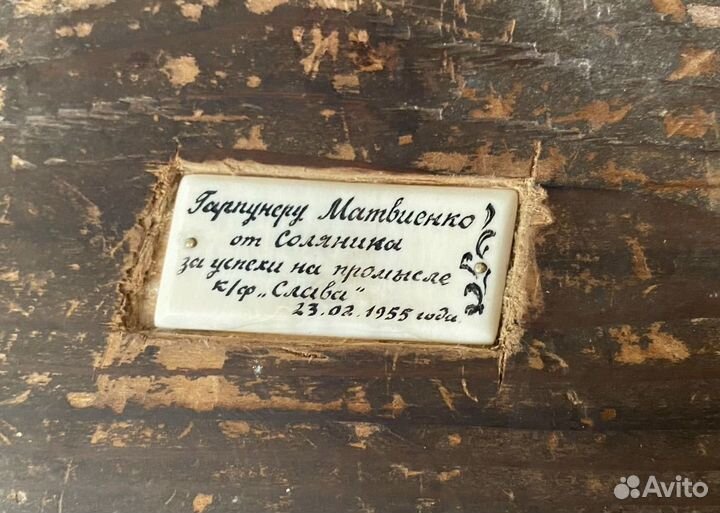 Гарпунеру Матвиенко
от Солянина
за успехи на промысле
к/ф „Слава"
23.02.1955 года.
Avito